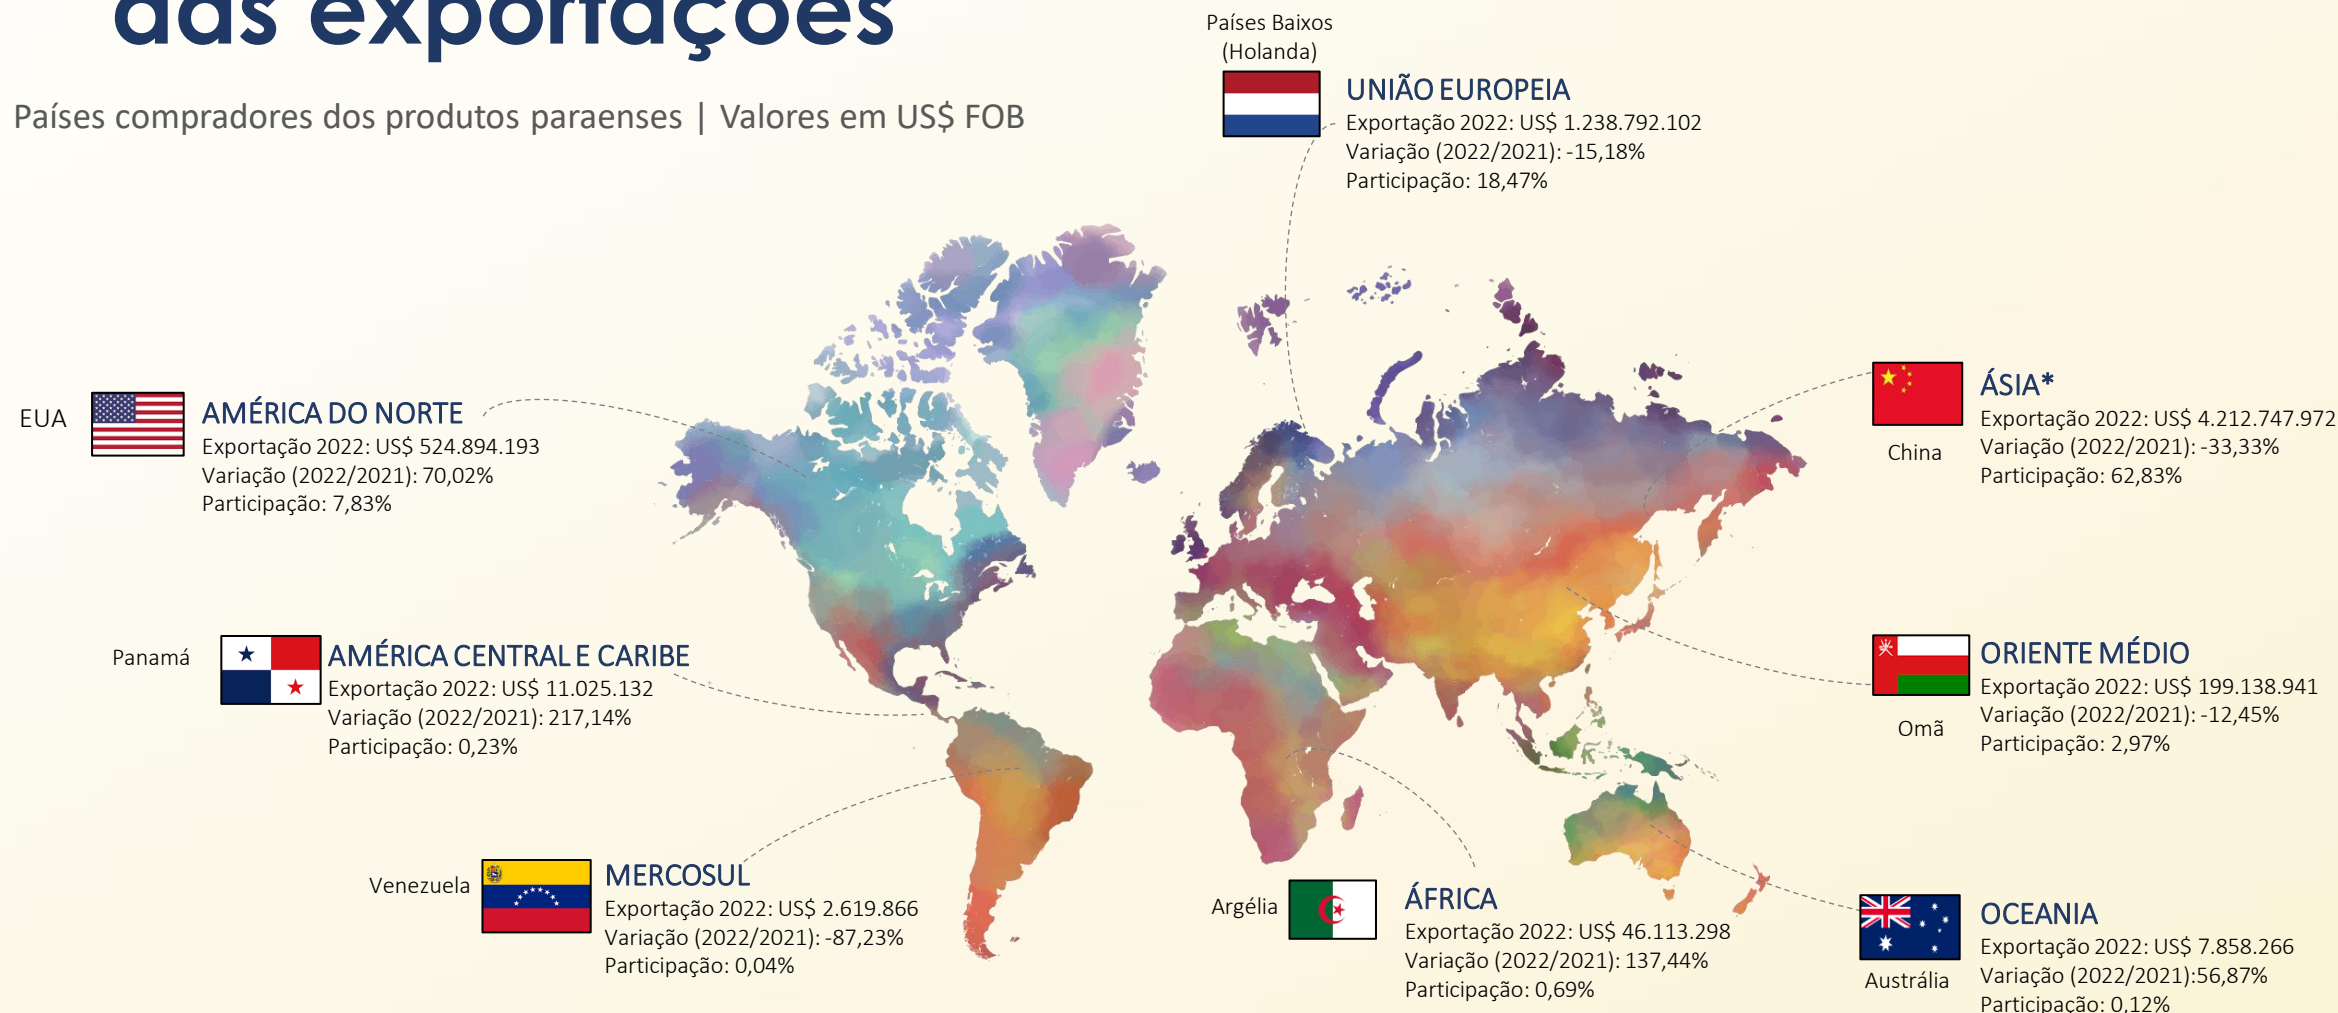 das exportações
Países compradores dos produtos paraenses | Valores em US$ FOB
Países Baixos
(Holanda)
UNIÃO EUROPEIA
Exportação 2022: US$ 1.238.792.102
Variação (2022/2021): -15,18%
Participação: 18,47%
EUA
AMÉRICA DO NORTE
Exportação 2022: US$ 524.894.193
Variação (2022/2021): 70,02%
Participação: 7,83%
China
ÁSIA*
Exportação 2022: US$ 4.212.747.972
Variação (2022/2021): -33,33%
Participação: 62,83%
Panamá
AMÉRICA CENTRAL E CARIBE
Exportação 2022: US$ 11.025.132
Variação (2022/2021): 217,14%
Participação: 0,23%
Omã
ORIENTE MÉDIO
Exportação 2022: US$ 199.138.941
Variação (2022/2021): -12,45%
Participação: 2,97%
Venezuela
MERCOSUL
Exportação 2022: US$ 2.619.866
Variação (2022/2021): -87,23%
Participação: 0,04%
Argélia
ÁFRICA
Exportação 2022: US$ 46.113.298
Variação (2022/2021): 137,44%
Participação: 0,69%
Austrália
OCEANIA
Exportação 2022: US$ 7.858.266
Variação (2022/2021):56,87%
Participação: 0,12%